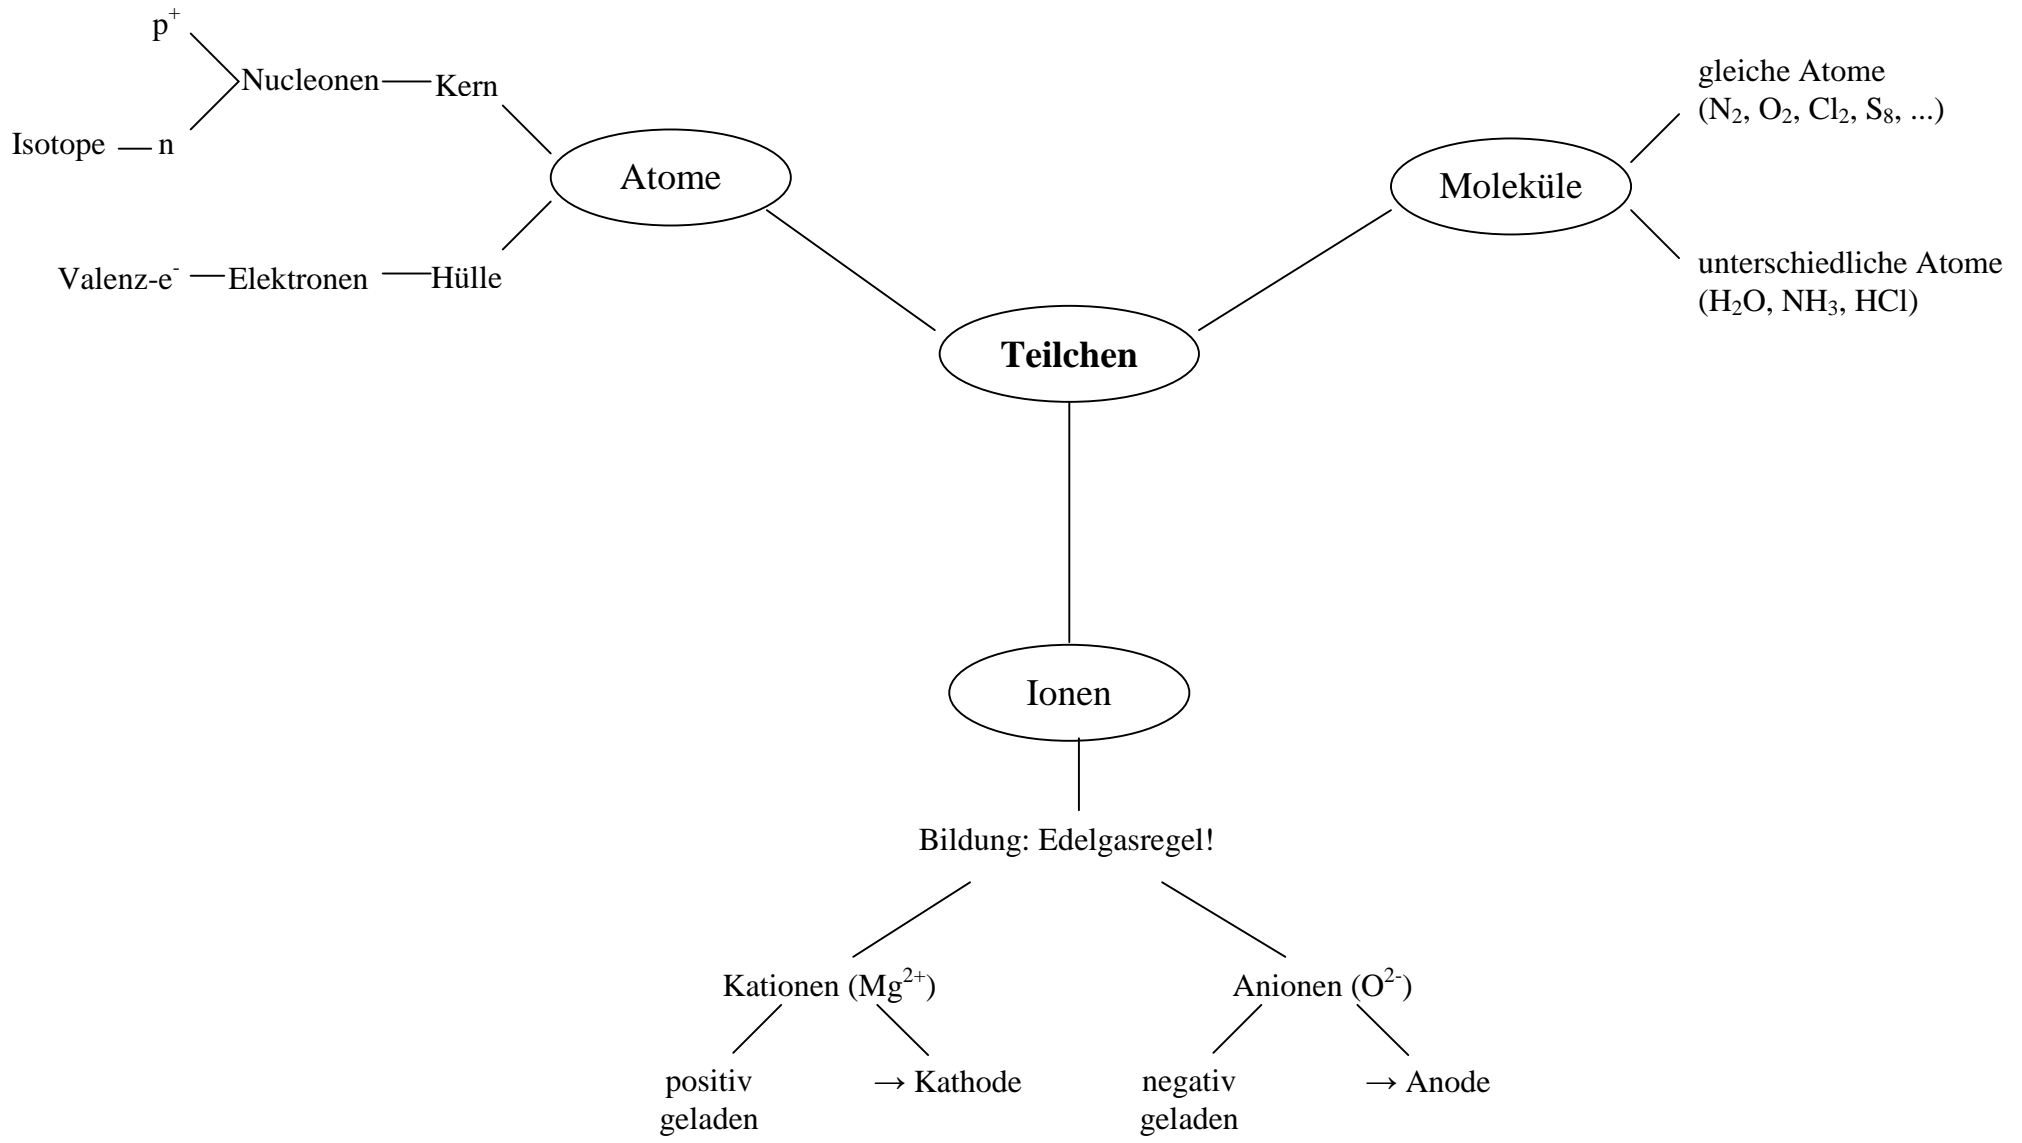 p⁺
Nucleonen
Kern
Isotope
n
Atome
Valenz-e⁻
Elektronen
Hülle
gleiche Atome
(N₂, O₂, Cl₂, S₈, ...)
Moleküle
unterschiedliche Atome
(H₂O, NH₃, HCl)
Teilchen
Ionen
Bildung: Edelgasregel!
Kationen (Mg²⁺)
positiv
geladen
→ Kathode
Anionen (O²⁻)
negativ
geladen
→ Anode